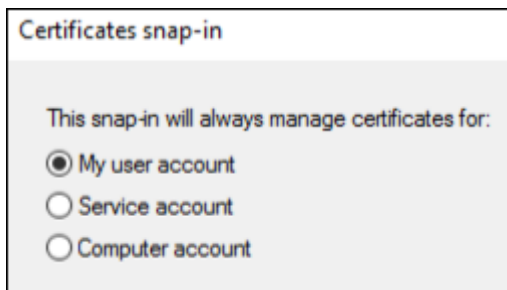 Certificates snap-in
This snap-in will always manage certificates for:
My user account
Service account
Computer account